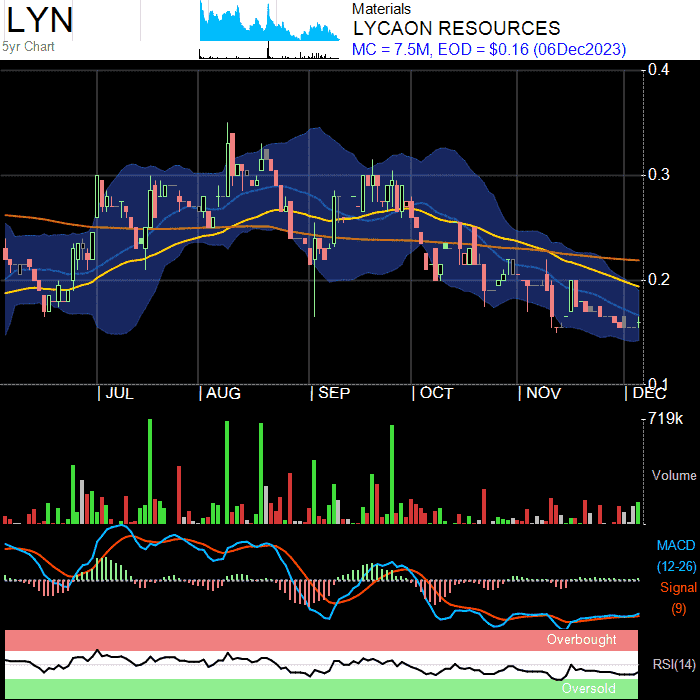 LYN
5yr Chart
Materials
LYCAON RESOURCES
MC = 7.5M, EOD = $0.16 (06Dec2023)
0.4
0.3
0.2
0.1
JUL
AUG
SEP
OCT
NOV
DEC
719k
Volume
MACD
(12-26)
Signal
(9)
Overbought
RSI(14)
Oversold